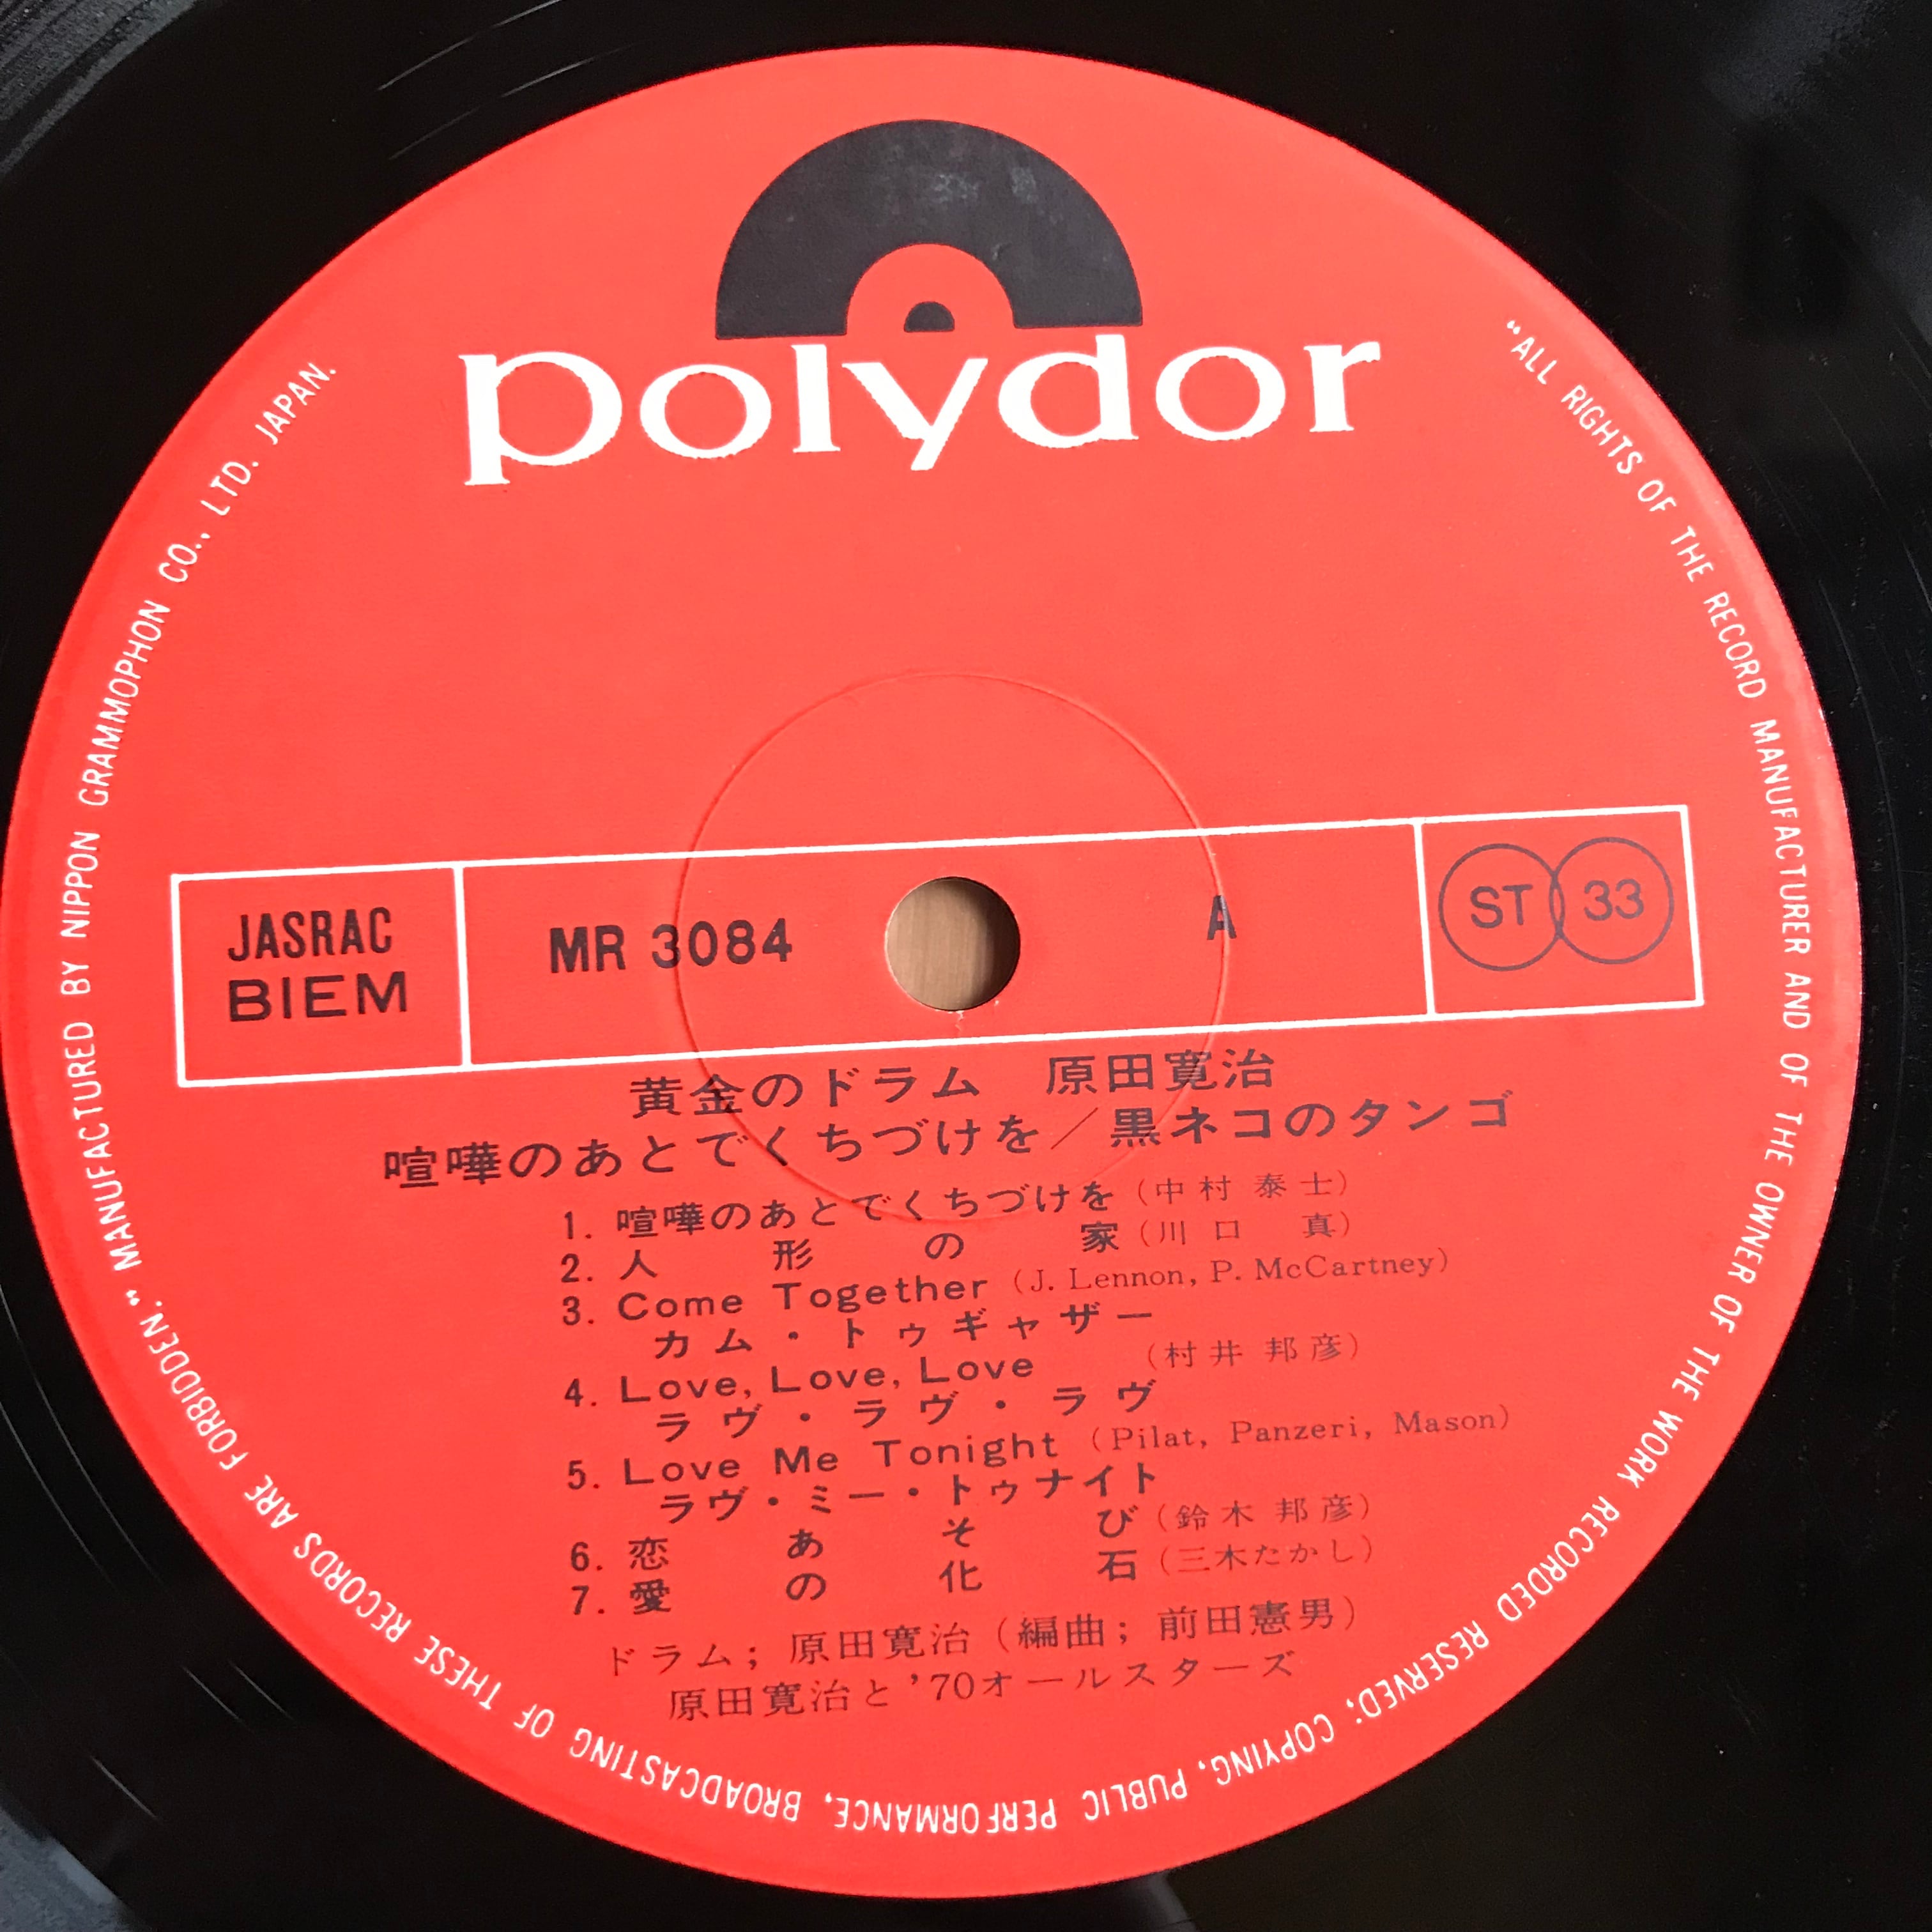 polydor
JASRAC
BIEM
MR 3084
A
ST 33
黄金のドラム 原田寛治
喧嘩のあとでくちづけを/黒ネコのタンゴ
1. 喧嘩のあとでくちづけを (中村 泰士)
2. 人形の家 (川口 真)
3. Come Together (J. Lennon, P. McCartney)
カム・トゥギャザー
4. Love, Love, Love (村井 邦彦)
ラヴ・ラヴ・ラヴ
5. Love Me Tonight (Pilat, Panzeri, Mason)
ラヴ・ミー・トゥナイト
6. 恋あそび (鈴木 邦彦)
7. 愛の化石 (三木たかし)
ドラム; 原田寛治 (編曲; 前田憲男)
原田寛治と'70オールスターズ
"ALL RIGHTS OF THE RECORD MANUFACTURER AND OF THE OWNER OF THE WORK RECORDED RESERVED; COPYING, PUBLIC PERFORMANCE, BROADCASTING OF THESE RECORDS ARE FORBIDDEN." MANUFACTURED BY NIPPON GRAMMOPHON CO., LTD. JAPAN.